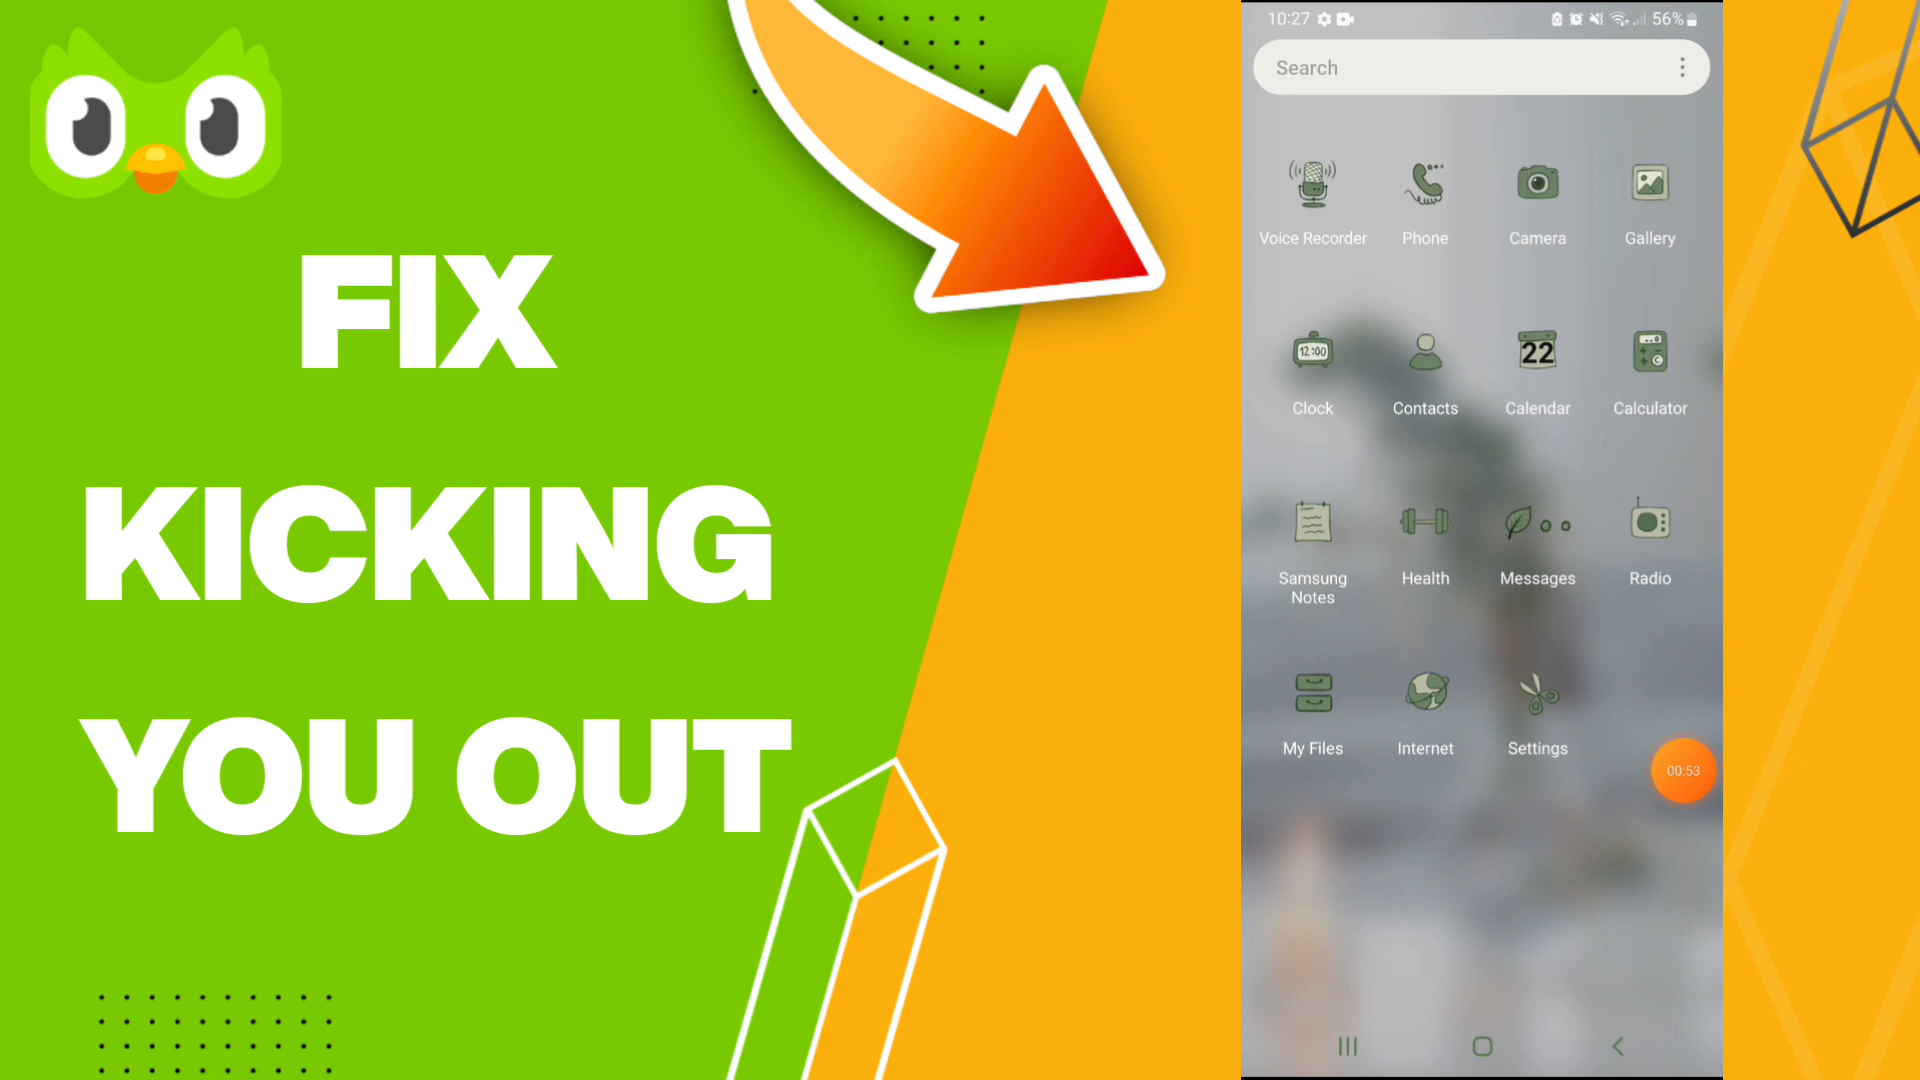 FIX
KICKING
YOU OUT
10:27
56%
Search
Voice Recorder
Phone
Camera
Gallery
12:00
22
Clock
Contacts
Calendar
Calculator
Samsung
Notes
Health
Messages
Radio
My Files
Internet
Settings
00:53